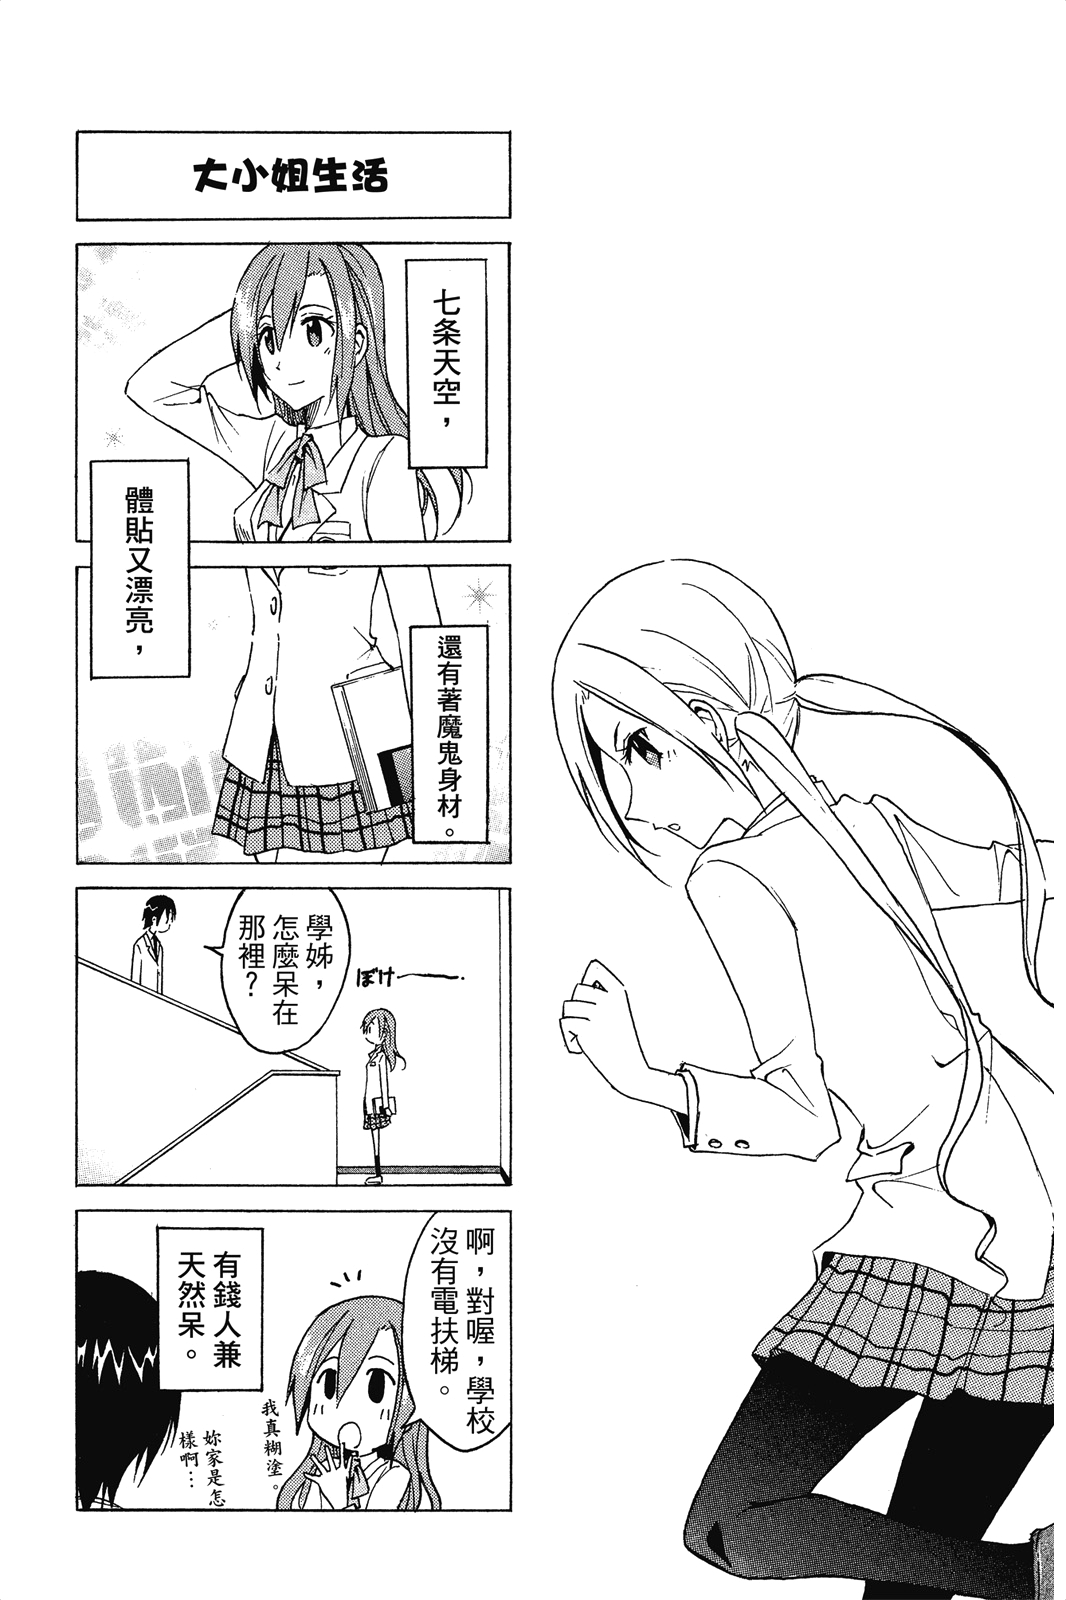 大小姐生活
七条天空，
體貼又漂亮，
還有著魔鬼身材。
學姊，
怎麼呆在
那裡？
ぼけ――．
啊，對喔，學校
沒有電扶梯。
我真糊塗。
有錢人兼
天然呆。
妳家是怎
樣啊…